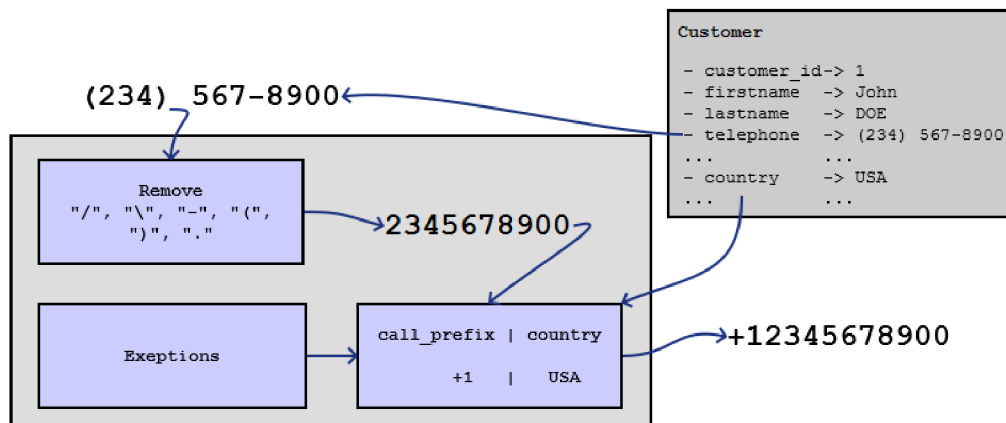 Customer
- customer_id-> 1
- firstname -> John
- lastname -> DOE
- telephone -> (234) 567-8900
... ...
- country -> USA
... ...
(234) 567-8900
Remove
"/", "\", "-", "(",
")", "."
2345678900
Exeptions
call_prefix | country
+1 | USA
+12345678900